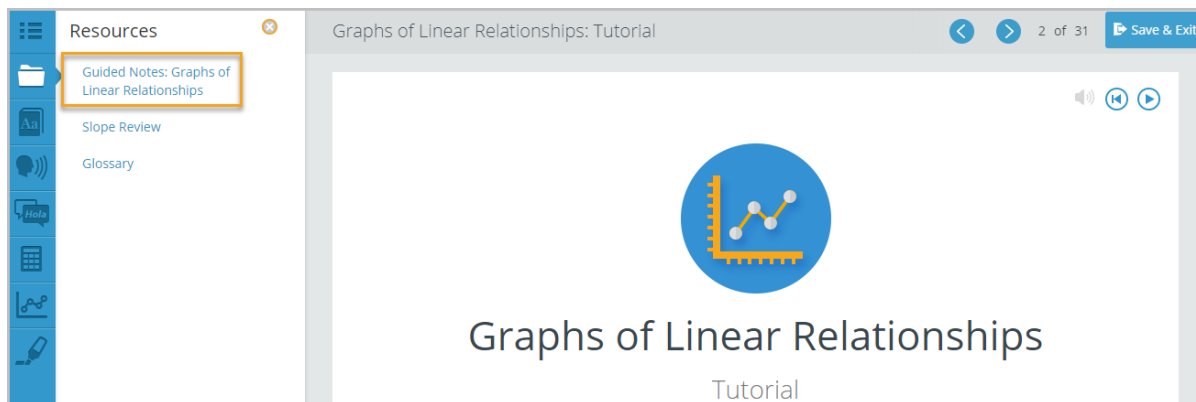 Resources
Graphs of Linear Relationships: Tutorial
2 of 31
Save & Exit
Guided Notes: Graphs of
Linear Relationships
Aa
Slope Review
Glossary
Hola
Graphs of Linear Relationships
Tutorial